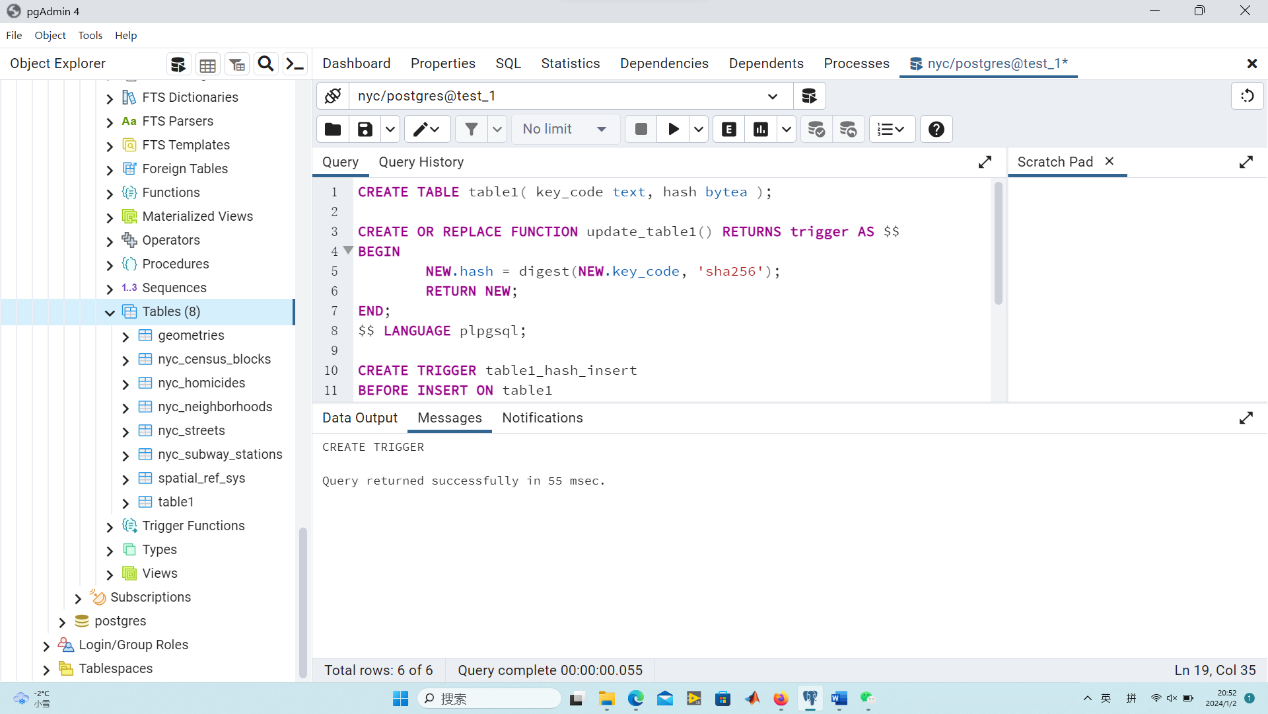 pgAdmin 4
File Object Tools Help
Object Explorer
Dashboard Properties SQL Statistics Dependencies Dependents Processes nyc/postgres@test_1*
nyc/postgres@test_1
No limit
E
Query Query History
Scratch Pad
FTS Dictionaries
Aa FTS Parsers
FTS Templates
Foreign Tables
Functions
Materialized Views
Operators
Procedures
1..3 Sequences
Tables (8)
geometries
nyc_census_blocks
nyc_homicides
nyc_neighborhoods
nyc_streets
nyc_subway_stations
spatial_ref_sys
table1
Trigger Functions
Types
Views
Subscriptions
postgres
Login/Group Roles
Tablespaces
1 CREATE TABLE table1( key_code text, hash bytea );
2
3 CREATE OR REPLACE FUNCTION update_table1() RETURNS trigger AS $$
4 BEGIN
5 NEW.hash = digest(NEW.key_code, 'sha256');
6 RETURN NEW;
7 END;
8 $$ LANGUAGE plpgsql;
9
10 CREATE TRIGGER table1_hash_insert
11 BEFORE INSERT ON table1
Data Output Messages Notifications
CREATE TRIGGER
Query returned successfully in 55 msec.
Total rows: 6 of 6 Query complete 00:00:00.055 Ln 19, Col 35
-2°C
小雪
搜索
英 拼
20:52
2024/1/2
1